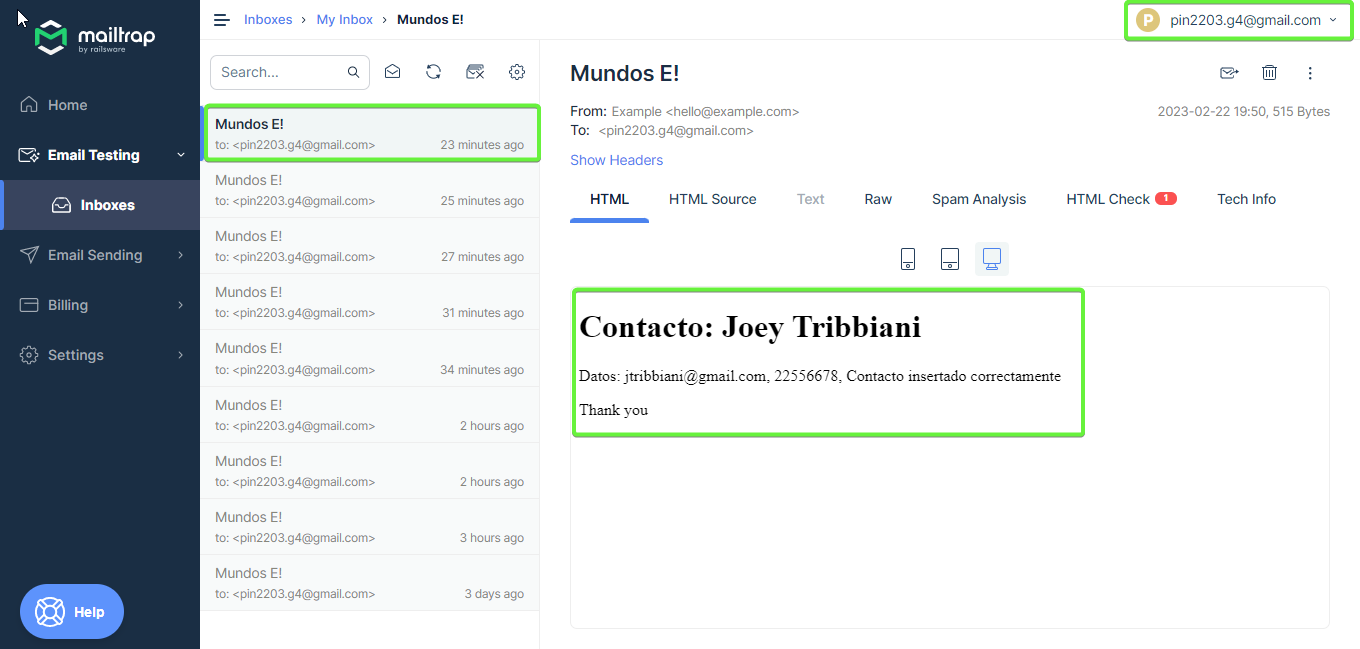 mailtrap
by railsware
Home
Email Testing
Inboxes
Email Sending
Billing
Settings
Help
Inboxes › My Inbox › Mundos E!
P pin2203.g4@gmail.com
Search...
Mundos E!
to: <pin2203.g4@gmail.com> 23 minutes ago
Mundos E!
to: <pin2203.g4@gmail.com> 25 minutes ago
Mundos E!
to: <pin2203.g4@gmail.com> 27 minutes ago
Mundos E!
to: <pin2203.g4@gmail.com> 31 minutes ago
Mundos E!
to: <pin2203.g4@gmail.com> 34 minutes ago
Mundos E!
to: <pin2203.g4@gmail.com> 2 hours ago
Mundos E!
to: <pin2203.g4@gmail.com> 2 hours ago
Mundos E!
to: <pin2203.g4@gmail.com> 3 hours ago
Mundos E!
to: <pin2203.g4@gmail.com> 3 days ago
Mundos E!
From: Example <hello@example.com> 2023-02-22 19:50, 515 Bytes
To: <pin2203.g4@gmail.com>
Show Headers
HTML HTML Source Text Raw Spam Analysis HTML Check 1 Tech Info
Contacto: Joey Tribbiani
Datos: jtribbiani@gmail.com, 22556678, Contacto insertado correctamente
Thank you